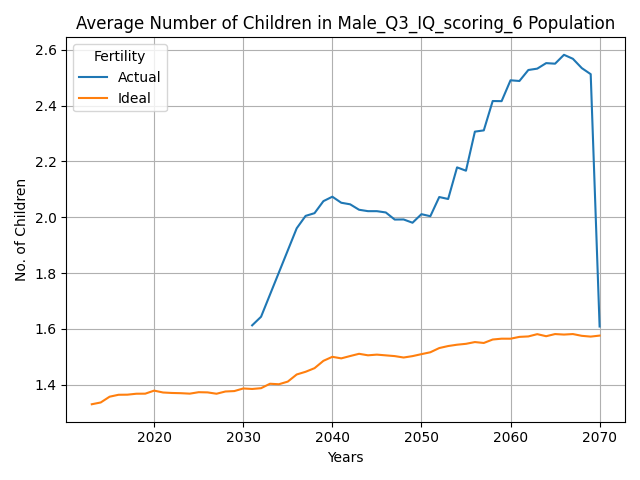 Average Number of Children in Male_Q3_IQ_scoring_6 Population
Fertility
Actual
Ideal
No. of Children
2.6
2.4
2.2
2.0
1.8
1.6
1.4
2020 2030 2040 2050 2060 2070
Years